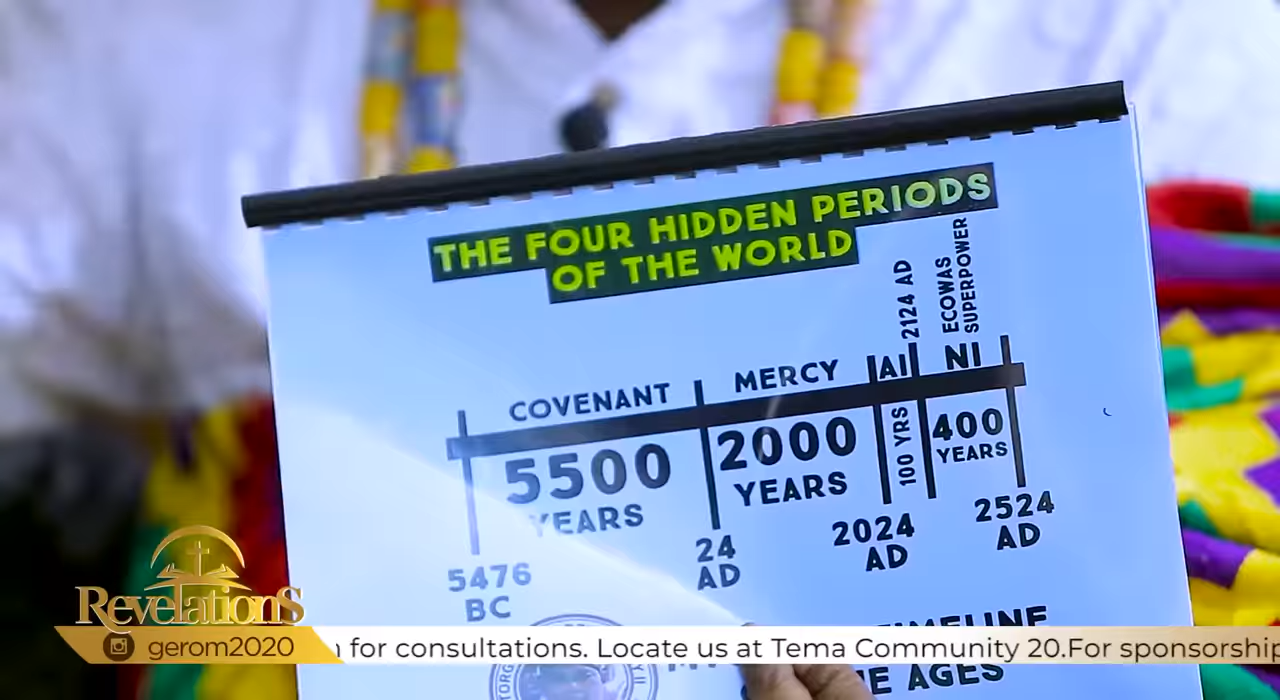 THE FOUR HIDDEN PERIODS
OF THE WORLD
2124 AD
ECOWAS
SUPERPOWER
COVENANT
MERCY
AI
NI
5500
YEARS
2000
YEARS
100 YRS
400
YEARS
5476
BC
24
AD
2024
AD
2524
AD
TIMELINE
AGES
Revelations
gerom2020
for consultations. Locate us at Tema Community 20.For sponsorship